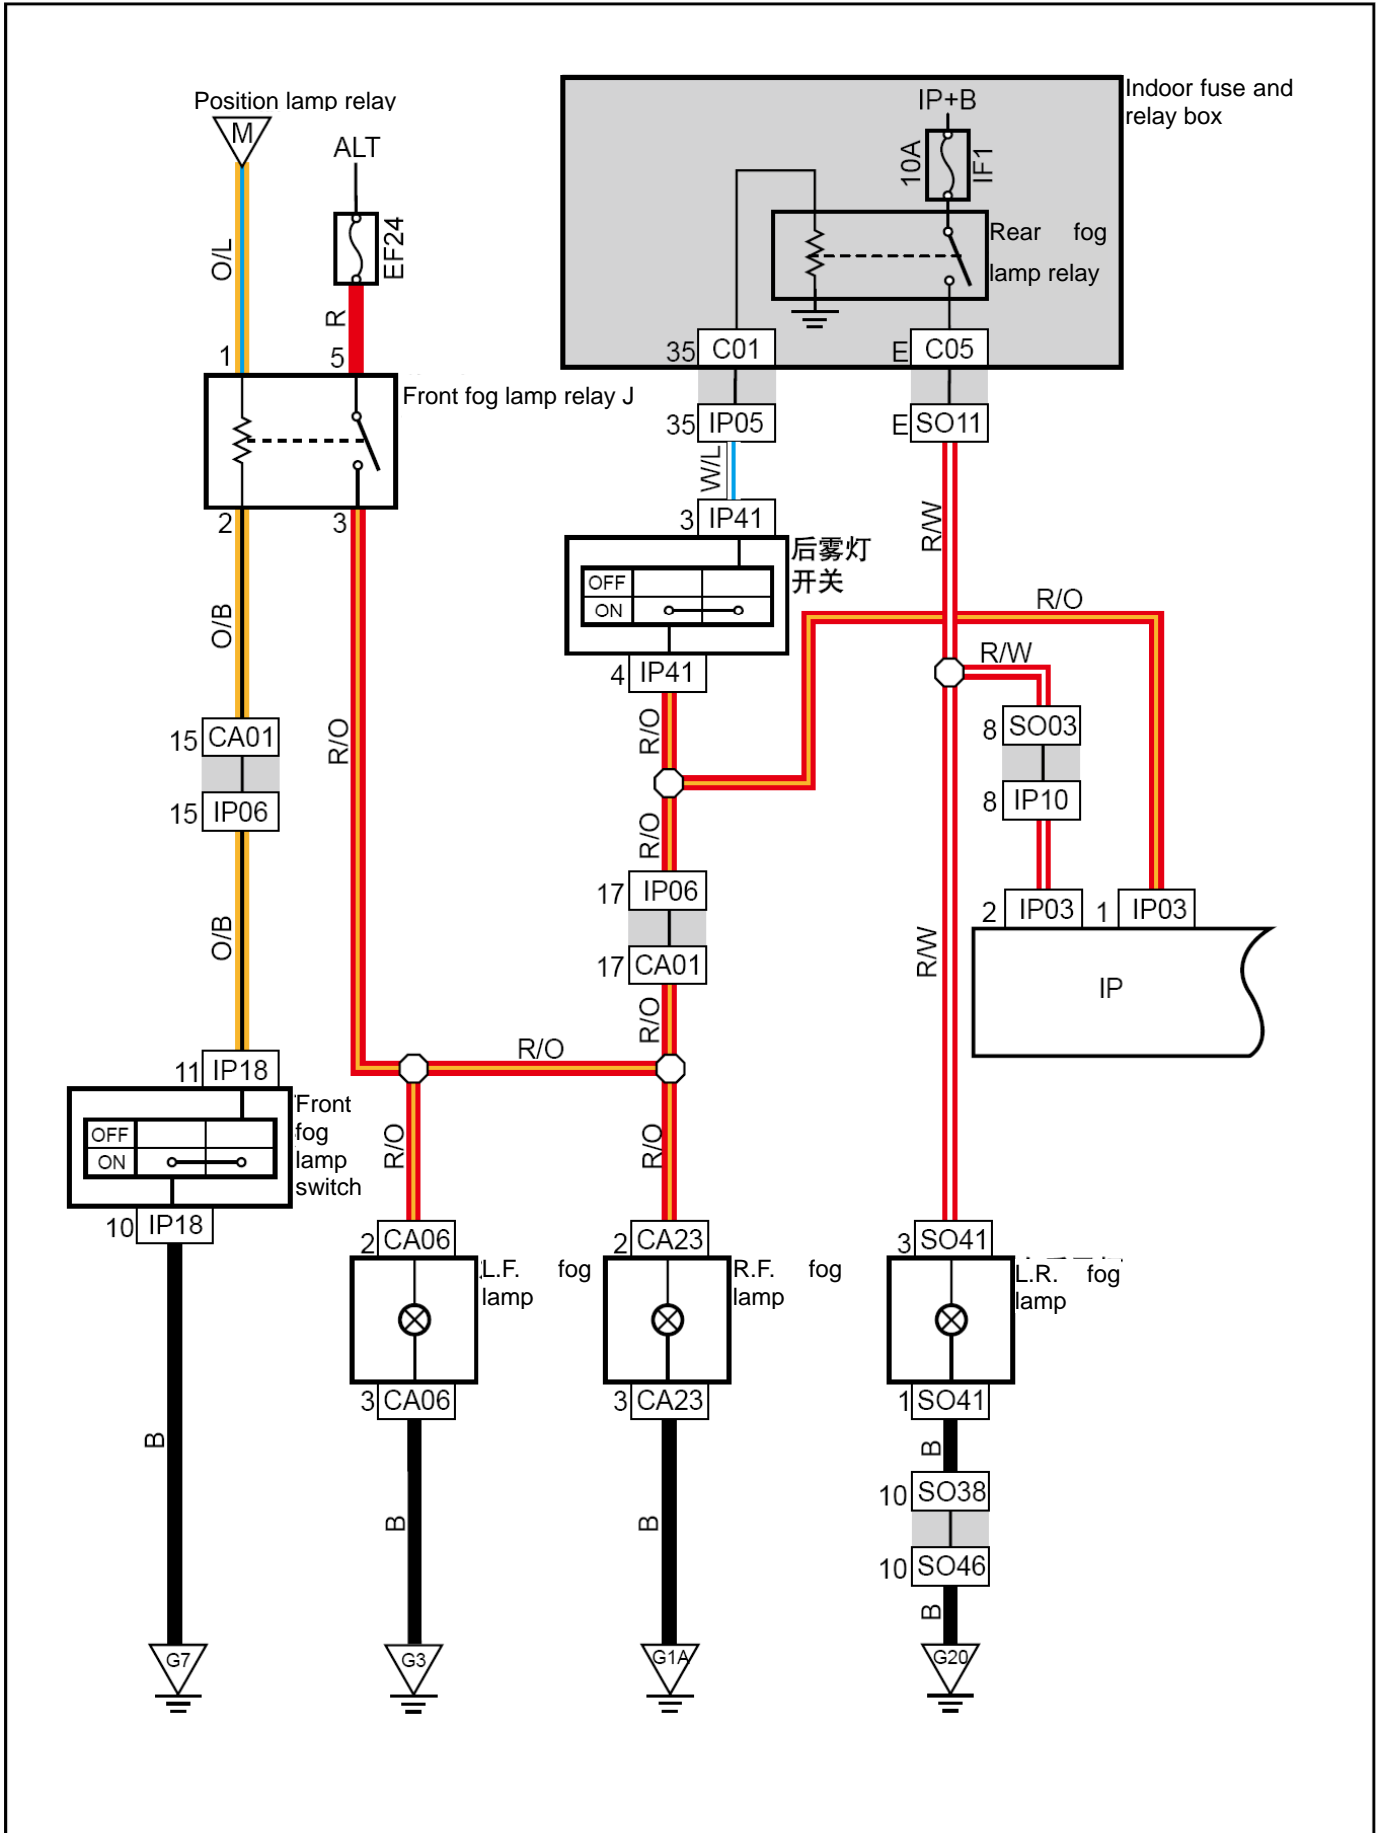 Position lamp relay
M
ALT
EF24
O/L
R
1
5
Front fog lamp relay J
2
3
O/B
R/O
15 CA01
15 IP06
O/B
11 IP18
Front
fog
lamp
switch
OFF
ON
10 IP18
B
G7
Indoor fuse and
relay box
IP+B
10A
IF1
Rear fog
lamp relay
35 C01
E C05
35 IP05
E SO11
W/L
R/W
3 IP41
后雾灯
开关
OFF
ON
4 IP41
R/O
R/O
R/W
R/O
8 SO03
8 IP10
17 IP06
17 CA01
2 IP03
1 IP03
IP
R/W
R/O
R/O
R/O
R/O
2 CA06
L.F. fog
lamp
3 CA06
B
G3
2 CA23
R.F. fog
lamp
3 CA23
B
G1A
3 SO41
L.R. fog
lamp
1 SO41
B
10 SO38
10 SO46
B
G20